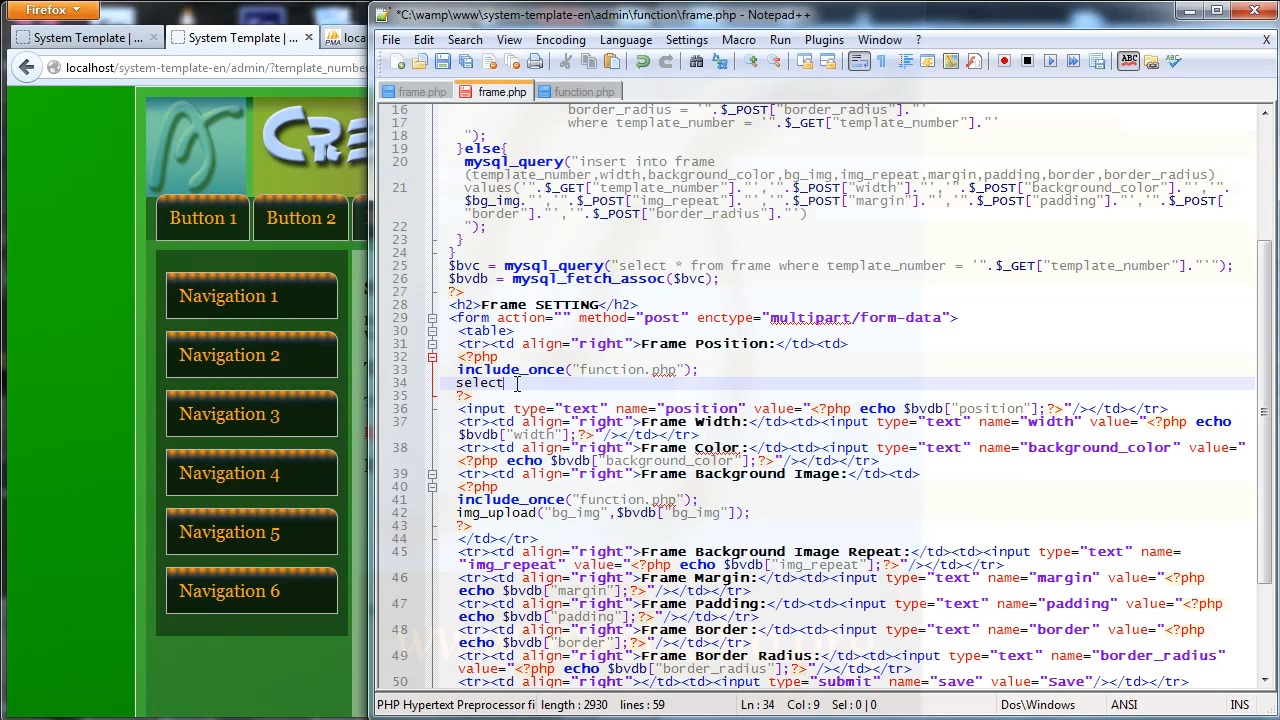 Firefox
*C:\wamp\www\system-template-en\admin\function\frame.php - Notepad++
System Template | ...
System Template | ...
loca
localhost/system-template-en/admin/?template_number
File Edit Search View Encoding Language Settings Macro Run Plugins Window ?
X
frame.php
frame.php
function.php
Button 1
Button 2
Navigation 1
Navigation 2
Navigation 3
Navigation 4
Navigation 5
Navigation 6
16 border_radius = '".$_POST["border_radius"]."'
17 where template_number = '".$_GET["template_number"]."'
18 ");
19 }else{
20 mysql_query("insert into frame
(template_number,width,background_color,bg_img,img_repeat,margin,padding,border,border_radius)
21 values('".$_GET["template_number"]."','".$_POST["width"]."','".$_POST["background_color"]."','".
$bg_img."','".$_POST["img_repeat"]."','".$_POST["margin"]."','".$_POST["padding"]."','".$_POST[
"border"]."','".$_POST["border_radius"]."')
22 ");
23 }
24 }
25 $bvc = mysql_query("select * from frame where template_number = '".$_GET["template_number"]."'");
26 $bvdb = mysql_fetch_assoc($bvc);
27 ?>
28 <h2>Frame SETTING</h2>
29 <form action="" method="post" enctype="multipart/form-data">
30 <table>
31 <tr><td align="right">Frame Position:</td><td>
32 <?php
33 include_once("function.php");
34 select
35 ?>
36 <input type="text" name="position" value="<?php echo $bvdb["position"];?>"/></td></tr>
37 <tr><td align="right">Frame Width:</td><td><input type="text" name="width" value="<?php echo
$bvdb["width"];?>"/></td></tr>
38 <tr><td align="right">Frame Color:</td><td><input type="text" name="background_color" value="
<?php echo $bvdb["background_color"];?>"/></td></tr>
39 <tr><td align="right">Frame Background Image:</td><td>
40 <?php
41 include_once("function.php");
42 img_upload("bg_img",$bvdb["bg_img"]);
43 ?>
44 </td></tr>
45 <tr><td align="right">Frame Background Image Repeat:</td><td><input type="text" name=
"img_repeat" value="<?php echo $bvdb["img_repeat"];?>"/></td></tr>
46 <tr><td align="right">Frame Margin:</td><td><input type="text" name="margin" value="<?php
echo $bvdb["margin"];?>"/></td></tr>
47 <tr><td align="right">Frame Padding:</td><td><input type="text" name="padding" value="<?php
echo $bvdb["padding"];?>"/></td></tr>
48 <tr><td align="right">Frame Border:</td><td><input type="text" name="border" value="<?php
echo $bvdb["border"];?>"/></td></tr>
49 <tr><td align="right">Frame Border Radius:</td><td><input type="text" name="border_radius"
value="<?php echo $bvdb["border_radius"];?>"/></td></tr>
50 <tr><td align="right"></td><td><input type="submit" name="save" value="Save"/></td></tr>
PHP Hypertext Preprocessor fi length : 2930 lines : 59 Ln : 34 Col : 9 Sel : 0 | 0 Dos\Windows ANSI INS